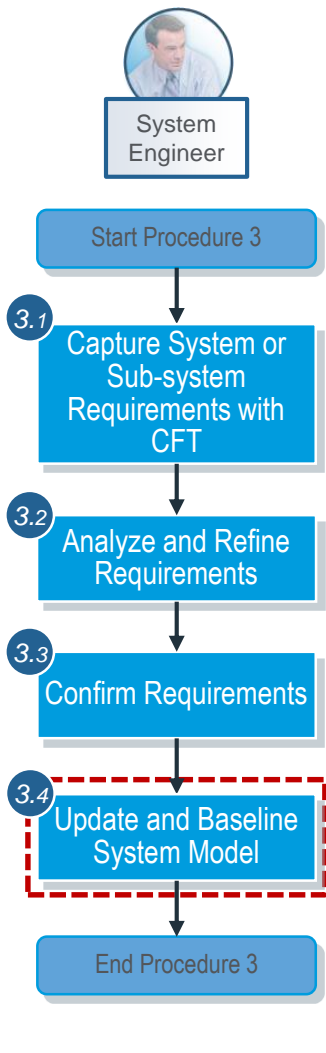 System
Engineer
Start Procedure 3
3.1
Capture System or
Sub-system
Requirements with
CFT
3.2
Analyze and Refine
Requirements
3.3
Confirm Requirements
3.4
Update and Baseline
System Model
End Procedure 3